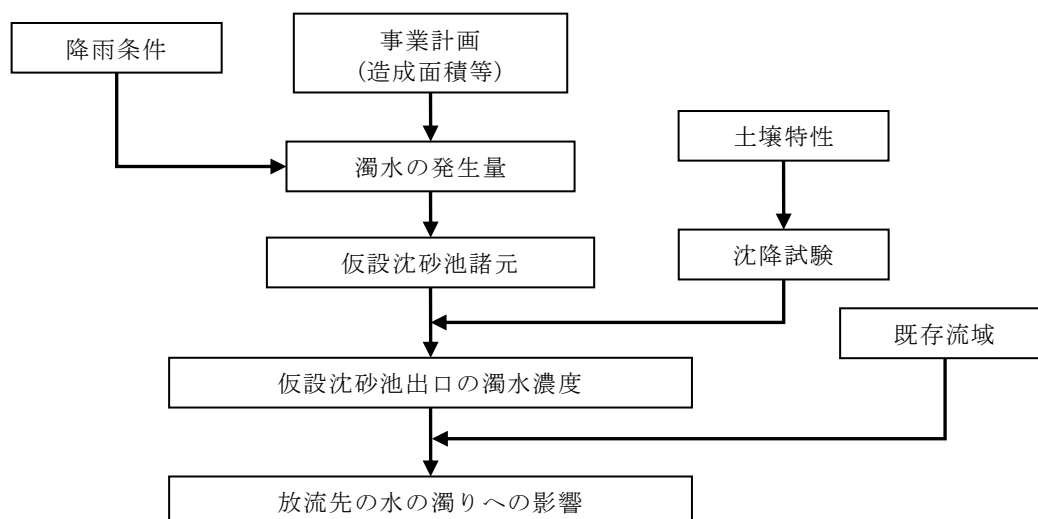 降雨条件
事業計画
(造成面積等)
濁水の発生量
土壌特性
仮設沈砂池諸元
沈降試験
既存流域
仮設沈砂池出口の濁水濃度
放流先の水の濁りへの影響